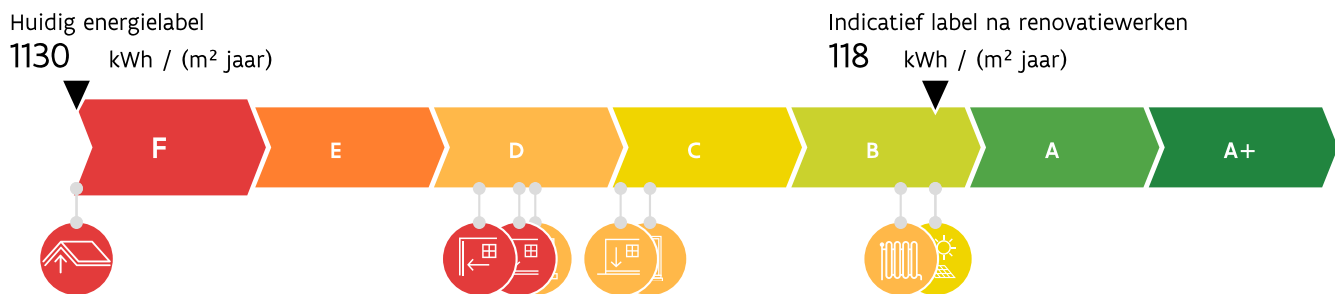 Huidig energielabel
1130 kWh / (m² jaar)
Indicatief label na renovatiewerken
118 kWh / (m² jaar)
F
E
D
C
B
A
A+